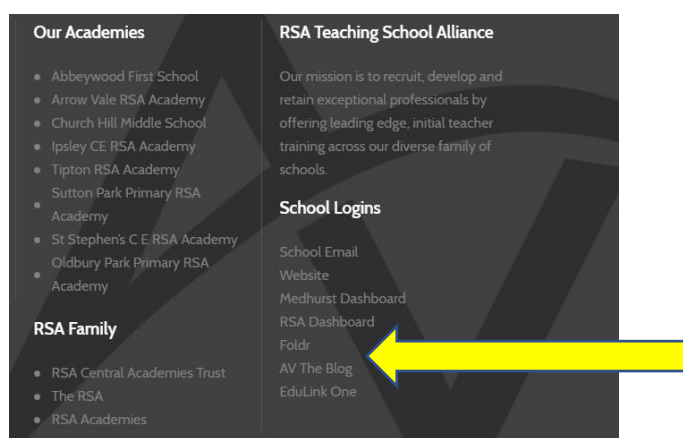 Our Academies
Abbeywood First School
Arrow Vale RSA Academy
Church Hill Middle School
Ipsley CE RSA Academy
Tipton RSA Academy
Sutton Park Primary RSA
Academy
St Stephen's C E RSA Academy
Oldbury Park Primary RSA
Academy
RSA Family
RSA Central Academies Trust
The RSA
RSA Academies
RSA Teaching School Alliance
Our mission is to recruit, develop and
retain exceptional professionals by
offering leading edge, initial teacher
training across our diverse family of
schools.
School Logins
School Email
Website
Medhurst Dashboard
RSA Dashboard
Foldr
AV The Blog
EduLink One